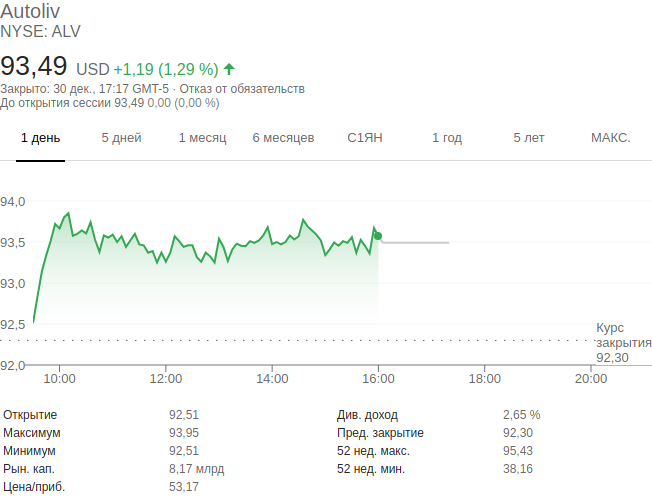 Autoliv
NYSE: ALV
93,49 USD +1,19 (1,29 %)
Закрыто: 30 дек., 17:17 GMT-5 · Отказ от обязательств
До открытия сессии 93,49 0,00 (0,00 %)
1 день 5 дней 1 месяц 6 месяцев С1ЯН 1 год 5 лет МАКС.
94,0
93,5
93,0
92,5
Курс
закрытия
92,30
92,0
10:00 12:00 14:00 16:00 18:00 20:00
Открытие 92,51 Див. доход 2,65 %
Максимум 93,95 Пред. закрытие 92,30
Минимум 92,51 52 нед. макс. 95,43
Рын. кап. 8,17 млрд 52 нед. мин. 38,16
Цена/приб. 53,17